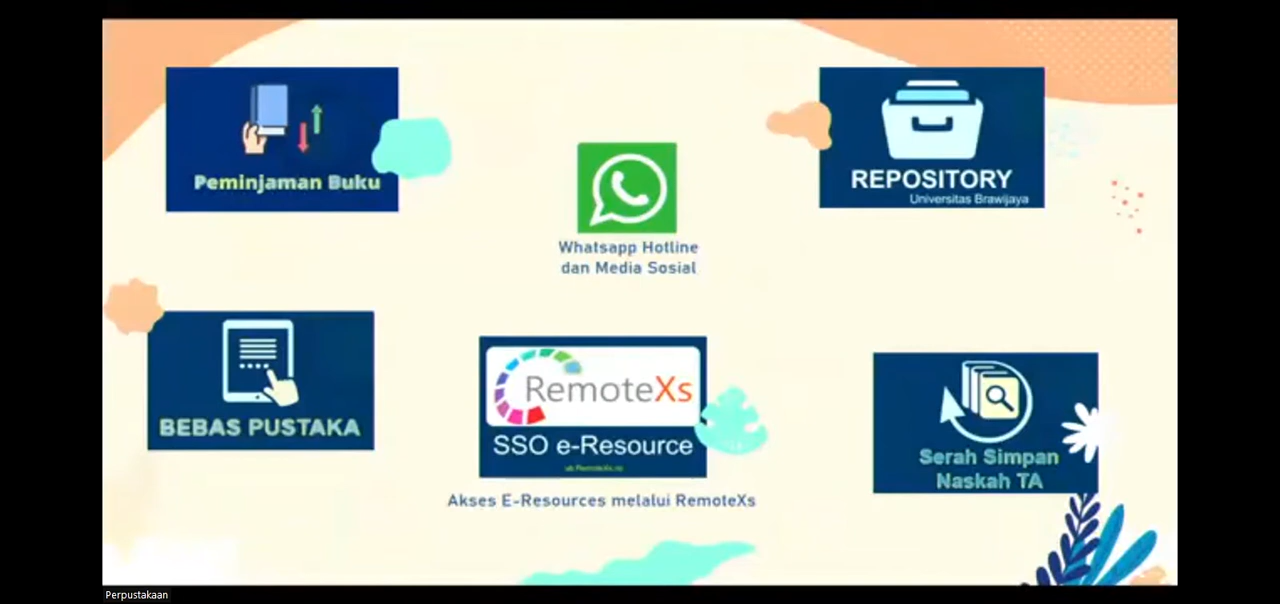 Peminjaman Buku
REPOSITORY
Universitas Brawijaya
Whatsapp Hotline
dan Media Sosial
BEBAS PUSTAKA
RemoteXs
SSO e-Resource
Akses E-Resources melalui RemoteXs
Serah Simpan
Naskah TA
Perpustakaan